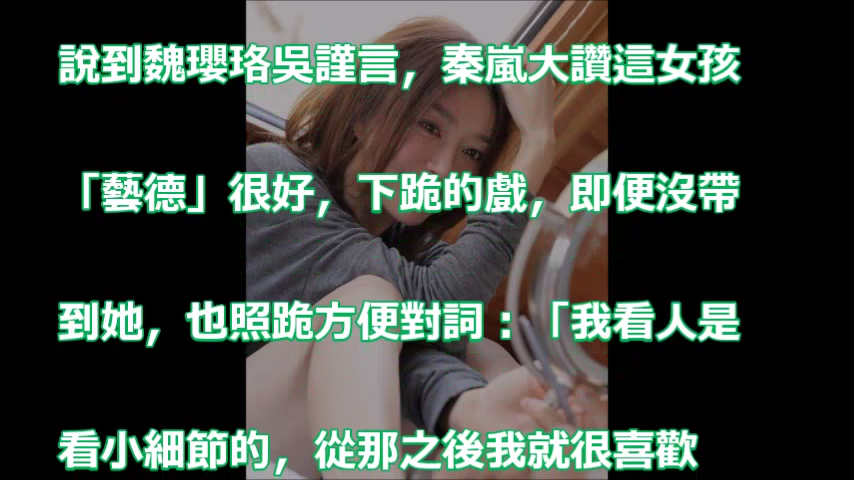 說到魏瓔珞吳謹言，秦嵐大讚這女孩
「藝德」很好，下跪的戲，即便沒帶
到她，也照跪方便對詞：「我看人是
看小細節的，從那之後我就很喜歡